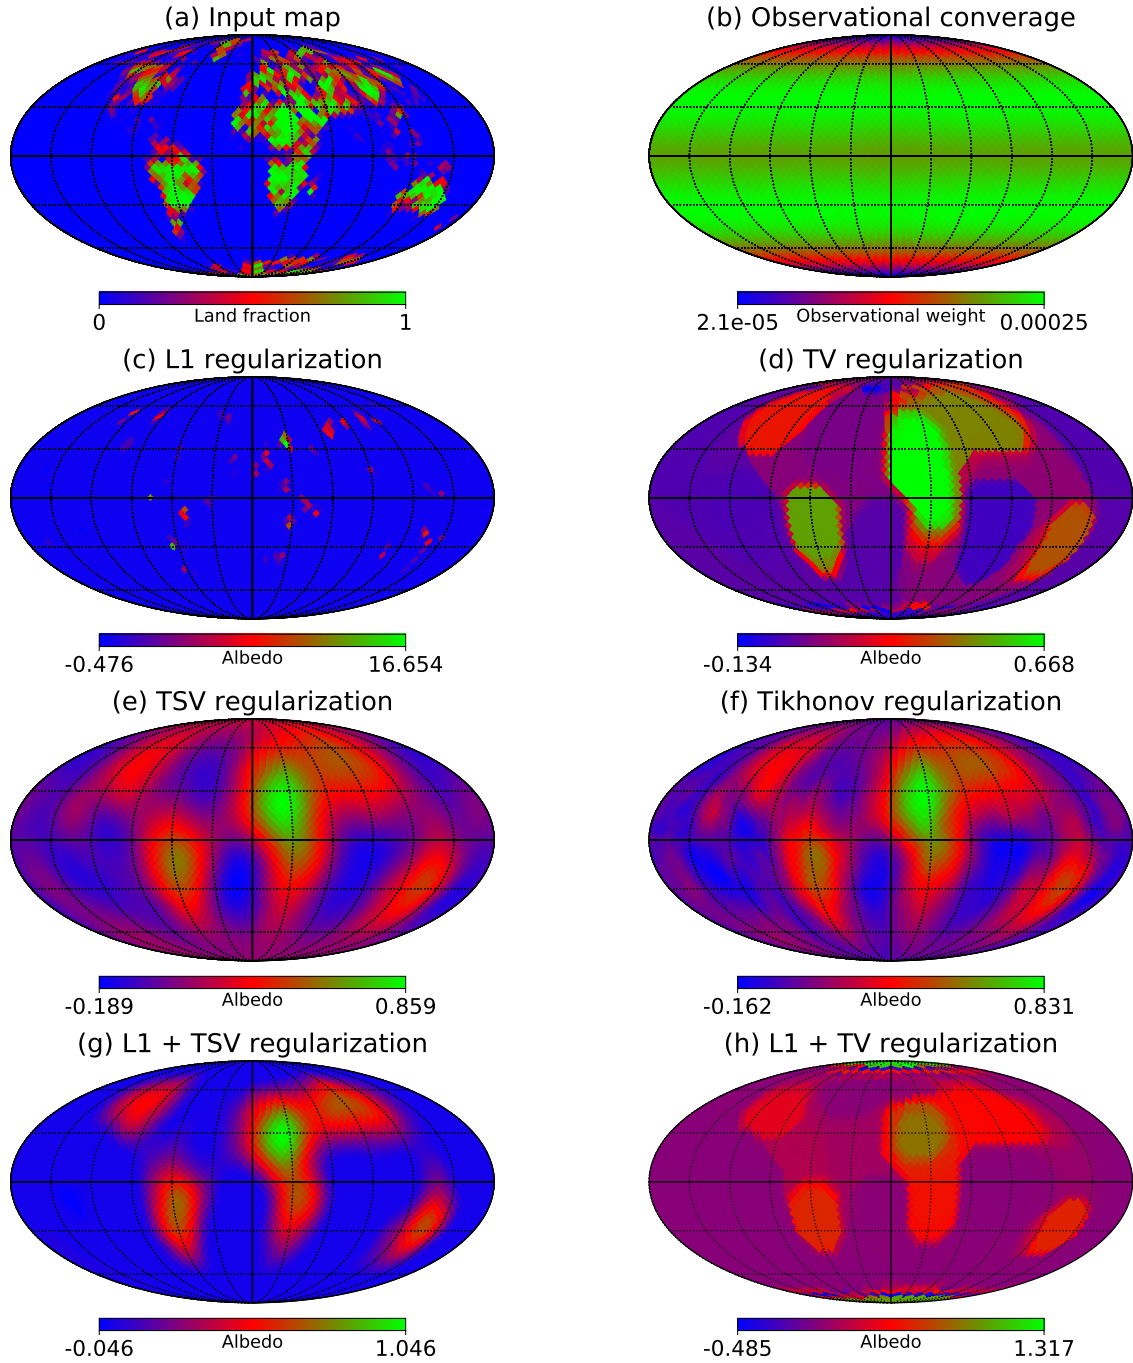 (a) Input map
(b) Observational converage
0
Land fraction
1
2.1e-05
Observational weight
0.00025
(c) L1 regularization
(d) TV regularization
-0.476
Albedo
16.654
-0.134
Albedo
0.668
(e) TSV regularization
(f) Tikhonov regularization
-0.189
Albedo
0.859
-0.162
Albedo
0.831
(g) L1 + TSV regularization
(h) L1 + TV regularization
-0.046
Albedo
1.046
-0.485
Albedo
1.317